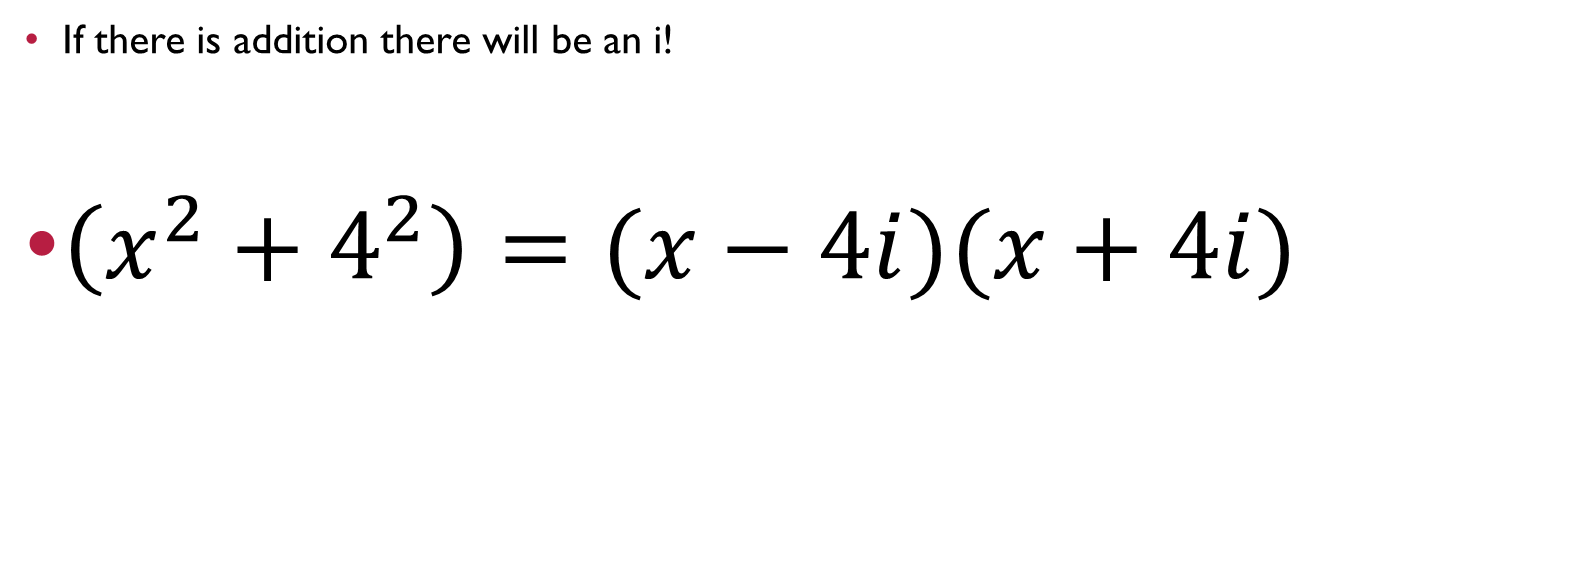 • If there is addition there will be an i!
• (x² + 4²) = (x − 4i)(x + 4i)